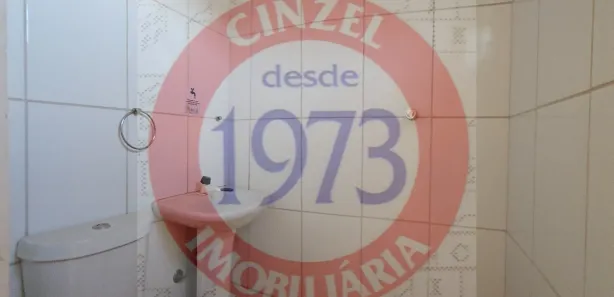 CINZEL
desde
1973
IMOBILIÁRIA